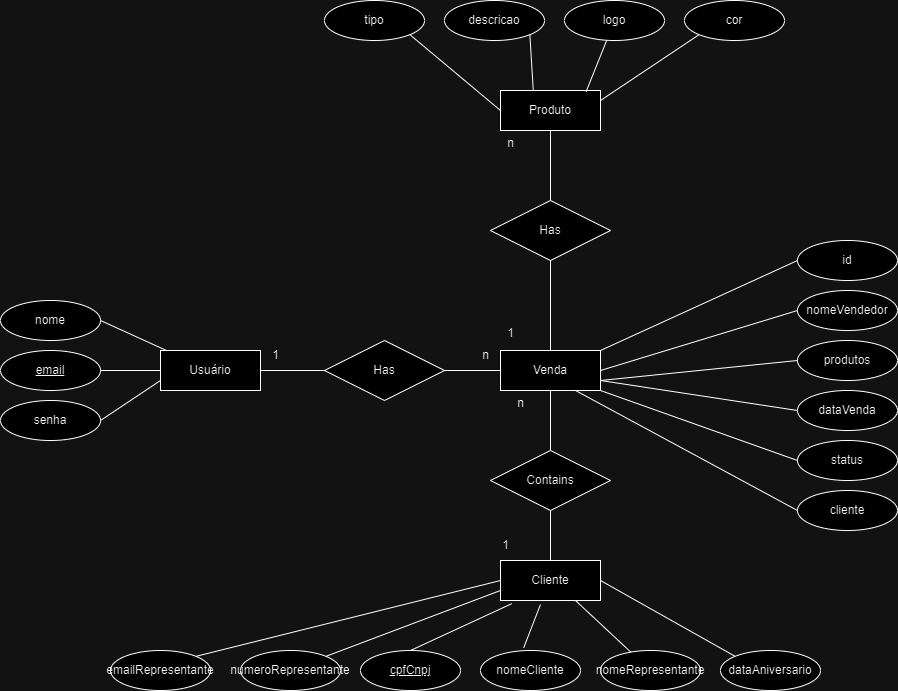 tipo
descricao
logo
cor
Produto
n
Has
id
nomeVendedor
1
nome
produtos
1
n
email
Usuário
Has
Venda
n
dataVenda
senha
status
Contains
cliente
1
Cliente
emailRepresentante
numeroRepresentante
cpfCnpj
nomeCliente
nomeRepresentante
dataAniversario